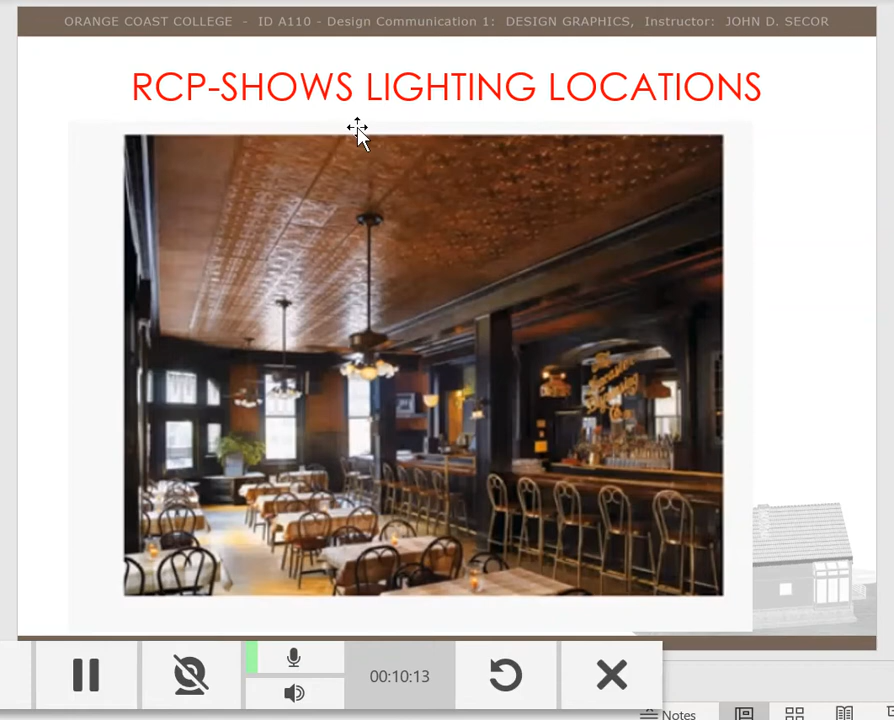 ORANGE COAST COLLEGE - ID A110 - Design Communication 1: DESIGN GRAPHICS, Instructor: JOHN D. SECOR
RCP-SHOWS LIGHTING LOCATIONS
00:10:13
Notes